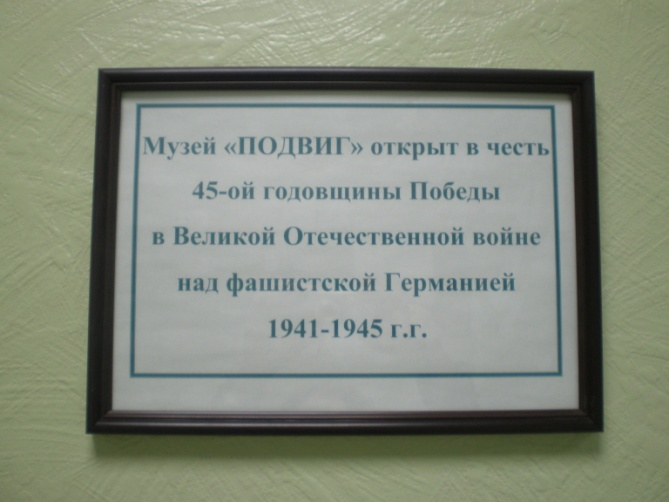 Музей «ПОДВИГ» открыт в честь
45-ой годовщины Победы
в Великой Отечественной войне
над фашистской Германией
1941-1945 г.г.